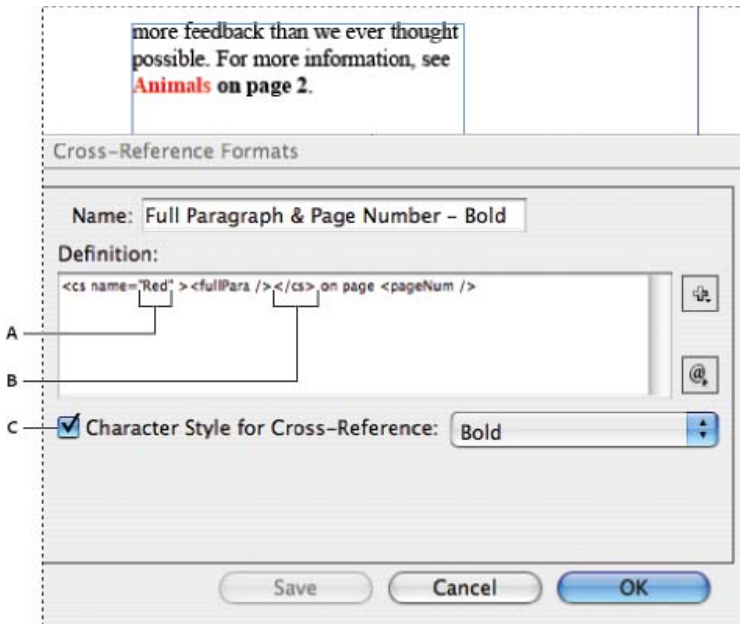 more feedback than we ever thought
possible. For more information, see
Animals on page 2.
Cross-Reference Formats
Name: Full Paragraph & Page Number - Bold
Definition:
<cs name="Red" ><fullPara /></cs> on page <pageNum />
A
B
@
C
Character Style for Cross-Reference: Bold
Save Cancel OK